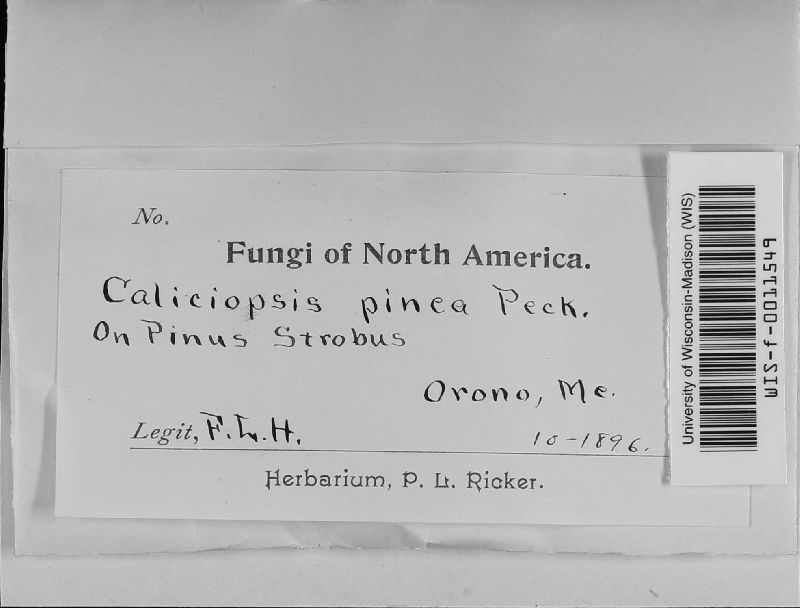 No.
Fungi of North America.
Caliciopsis pinea Peck.
On Pinus Strobus
Orono, Me.
Legit, F. L. H.
10-1896.
Herbarium, P. L. Ricker.
University of Wisconsin-Madison (WIS)
WIS-f-0011549